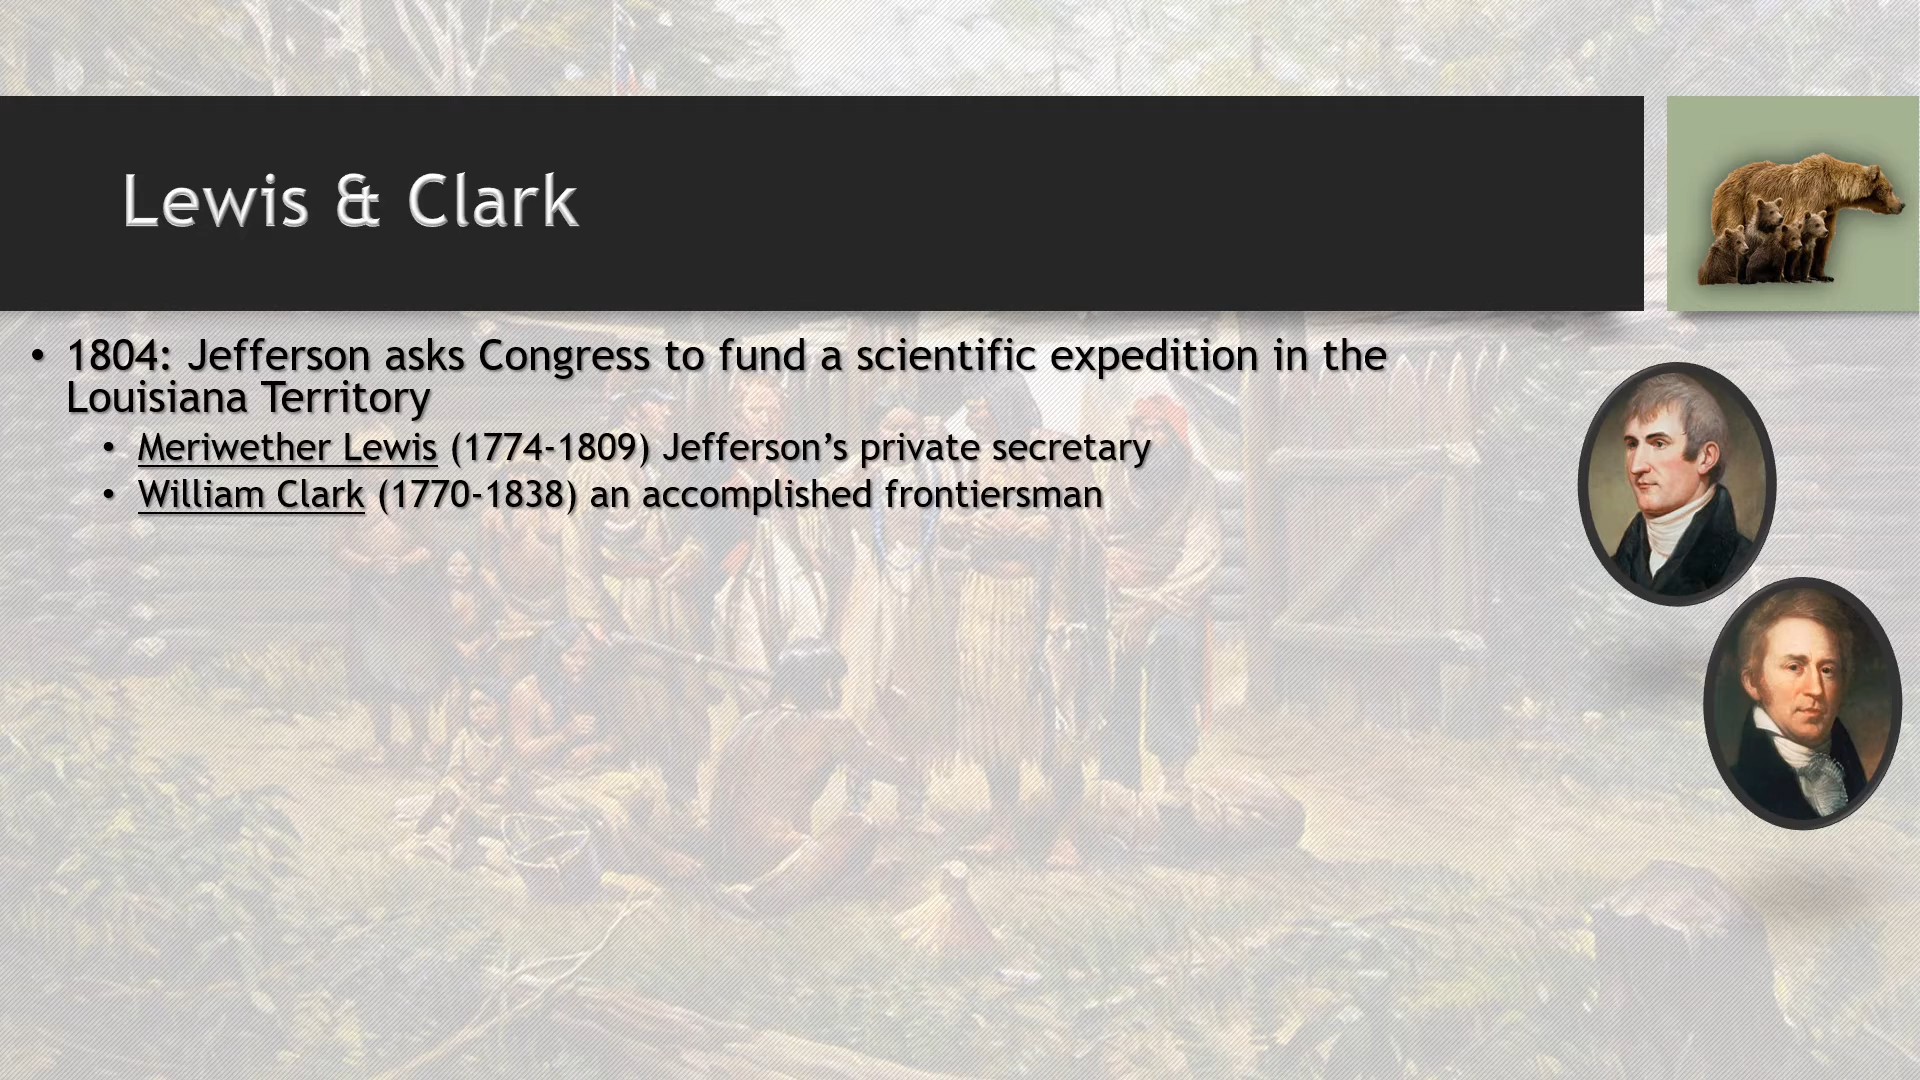 Lewis & Clark
• 1804: Jefferson asks Congress to fund a scientific expedition in the
Louisiana Territory
• Meriwether Lewis (1774-1809) Jefferson’s private secretary
• William Clark (1770-1838) an accomplished frontiersman